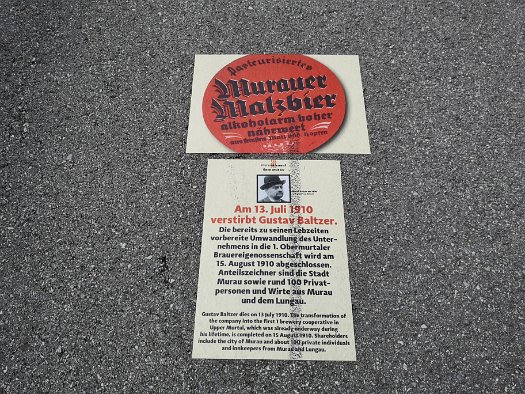 Pasteurisiertes
Murauer
Malzbier
alkoholarm hoher
nährwert
Am 13. Juli 1910
verstirbt Gustav Baltzer.
Die bereits zu seinen Lebzeiten
vorbereite Umwandlung des Unter-
nehmens in die 1. Obermurtaler
Brauereigenossenschaft wird am
15. August 1910 abgeschlossen.
Anteilszeichner sind die Stadt
Murau sowie rund 100 Privat-
personen und Wirte aus Murau
und dem Lungau.
Gustav Baltzer dies on 13 July 1910. The transformation of
the company into the first 1 brewery cooperative in
Upper Murtal, which was already underway during
his lifetime, is completed on 15 August 1910. Shareholders
include the city of Murau and about 100 private individuals
and innkeepers from Murau and Lungau.